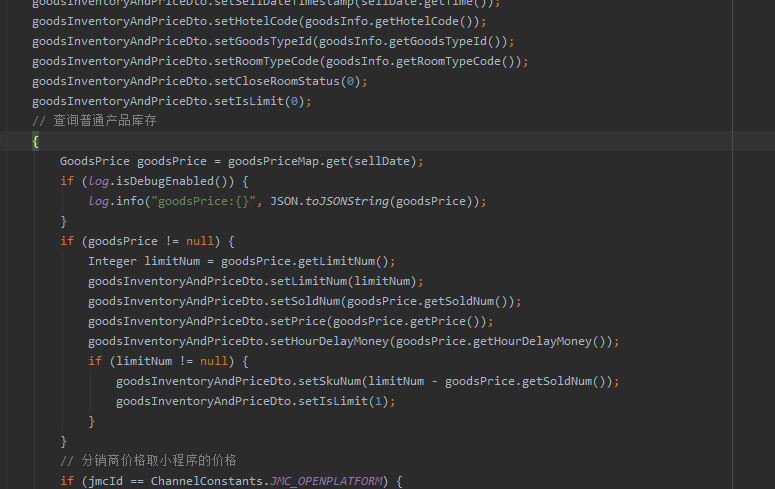 goodsInventoryAndPriceDto.setSellDateTimestamp(sellDate.getTime());
goodsInventoryAndPriceDto.setHotelCode(goodsInfo.getHotelCode());
goodsInventoryAndPriceDto.setGoodsTypeId(goodsInfo.getGoodsTypeId());
goodsInventoryAndPriceDto.setRoomTypeCode(goodsInfo.getRoomTypeCode());
goodsInventoryAndPriceDto.setCloseRoomStatus(0);
goodsInventoryAndPriceDto.setIsLimit(0);
// 查询普通产品库存
{
GoodsPrice goodsPrice = goodsPriceMap.get(sellDate);
if (log.isDebugEnabled()) {
log.info("goodsPrice:{}", JSON.toJSONString(goodsPrice));
}
if (goodsPrice != null) {
Integer limitNum = goodsPrice.getLimitNum();
goodsInventoryAndPriceDto.setLimitNum(limitNum);
goodsInventoryAndPriceDto.setSoldNum(goodsPrice.getSoldNum());
goodsInventoryAndPriceDto.setPrice(goodsPrice.getPrice());
goodsInventoryAndPriceDto.setHourDelayMoney(goodsPrice.getHourDelayMoney());
if (limitNum != null) {
goodsInventoryAndPriceDto.setSkuNum(limitNum - goodsPrice.getSoldNum());
goodsInventoryAndPriceDto.setIsLimit(1);
}
}
// 分销商价格取小程序的价格
if (jmcId == ChannelConstants.JMC_OPENPLATFORM) {